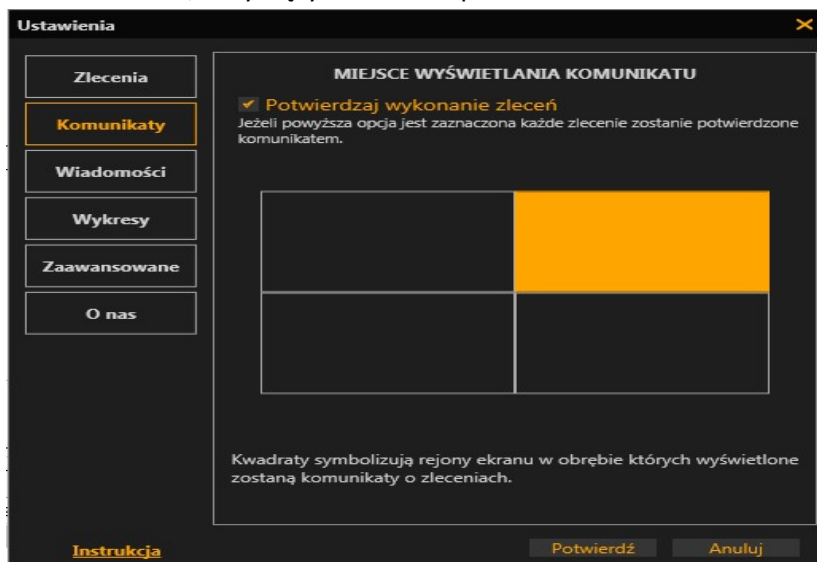 Ustawienia
Zlecenia
Komunikaty
Wiadomości
Wykresy
Zaawansowane
O nas
MIEJSCE WYŚWIETLANIA KOMUNIKATU
Potwierdzaj wykonanie zleceń
Jeżeli powyższa opcja jest zaznaczona każde zlecenie zostanie potwierdzone
komunikatem.
Kwadraty symbolizują rejony ekranu w obrębie których wyświetlone
zostaną komunikaty o zleceniach.
Instrukcja
Potwierdź
Anuluj